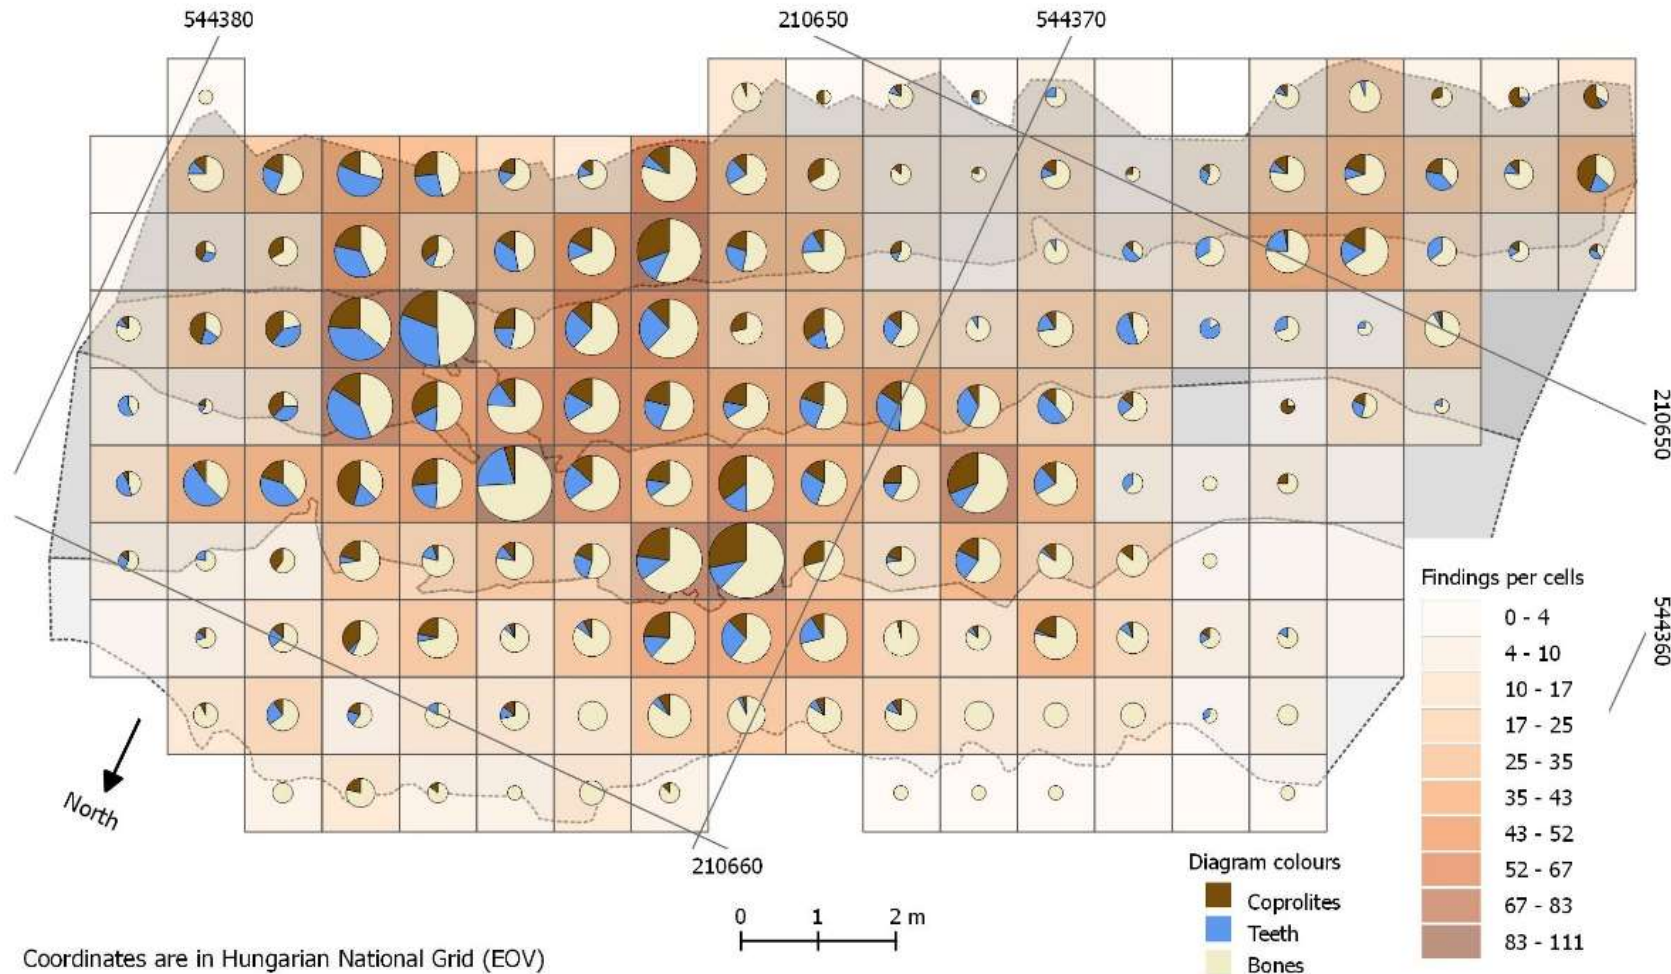 544380
210650
544370
210650
544360
North
210660
0 1 2 m
Coordinates are in Hungarian National Grid (EOV)
Diagram colours
Coprolites
Teeth
Bones
Findings per cells
0 - 4
4 - 10
10 - 17
17 - 25
25 - 35
35 - 43
43 - 52
52 - 67
67 - 83
83 - 111